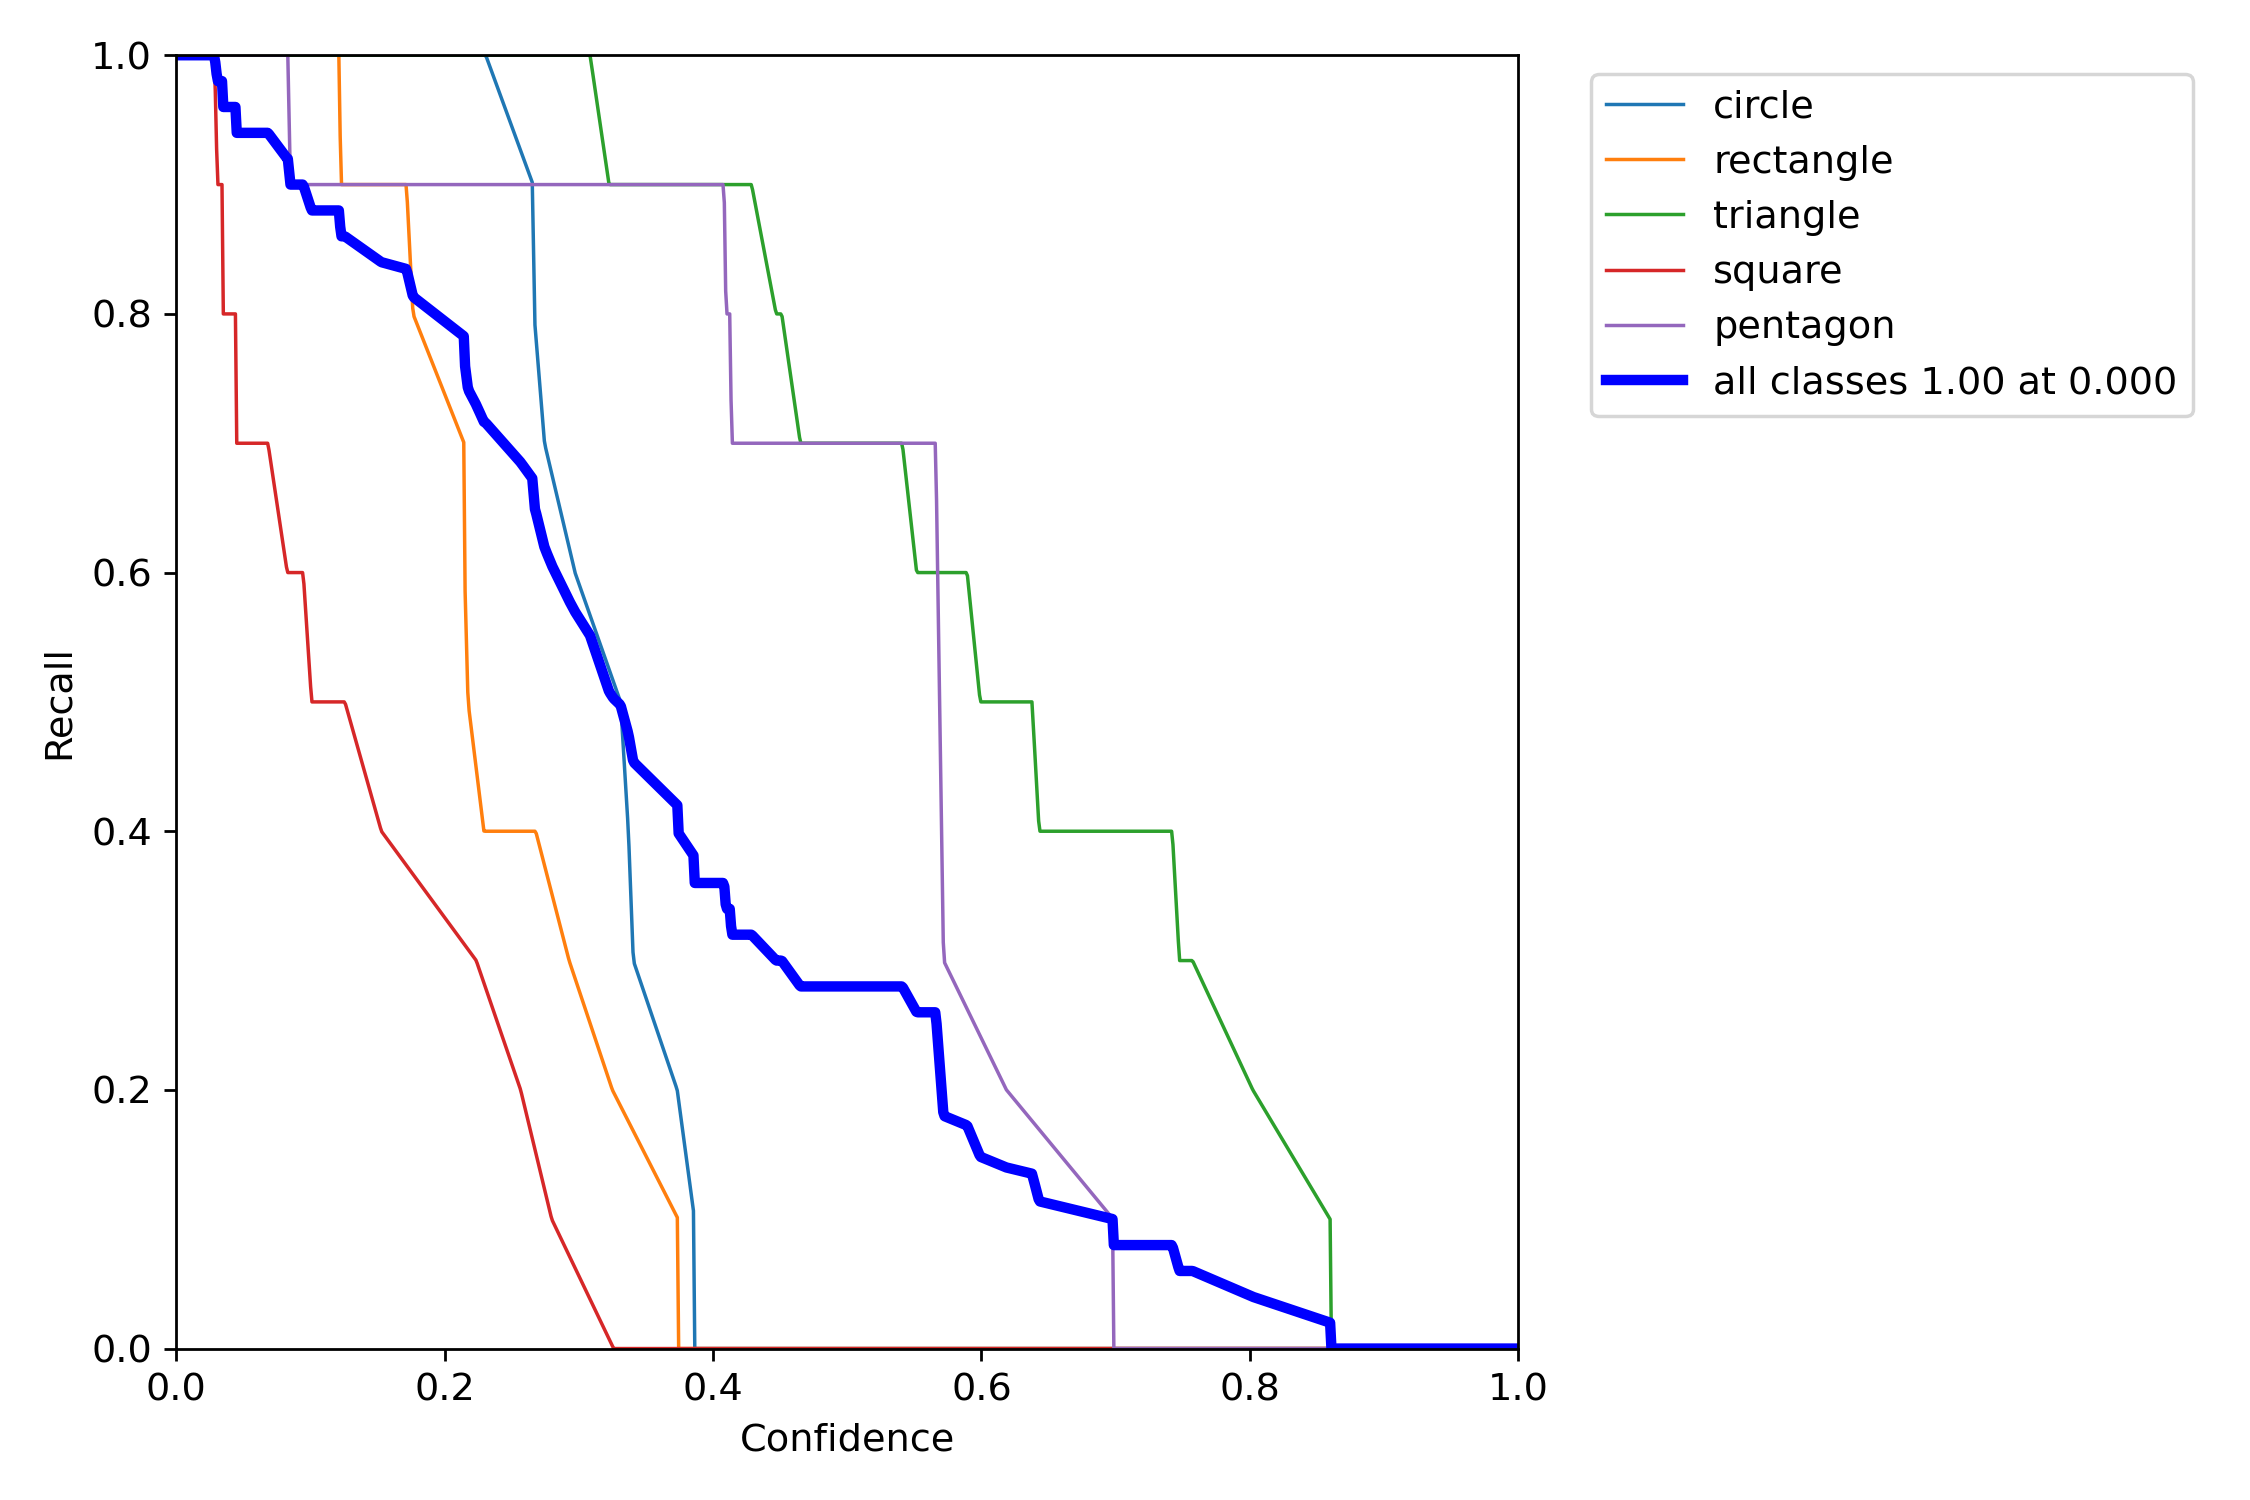 1.0
0.8
0.6
0.4
0.2
0.0
Recall
0.0 0.2 0.4 0.6 0.8 1.0
Confidence
circle
rectangle
triangle
square
pentagon
all classes 1.00 at 0.000